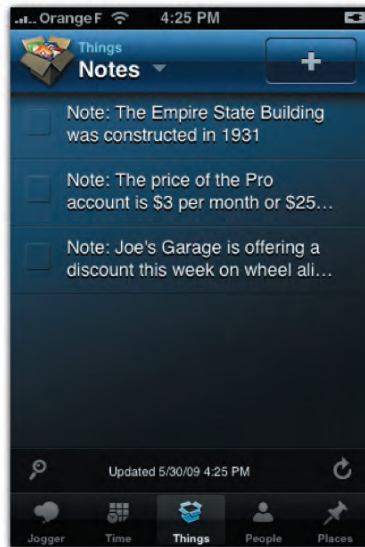 Orange F 4:25 PM
Things
Notes
+
Note: The Empire State Building
was constructed in 1931
Note: The price of the Pro
account is $3 per month or $25…
Note: Joe's Garage is offering a
discount this week on wheel ali…
Updated 5/30/09 4:25 PM
Jogger Time Things People Places